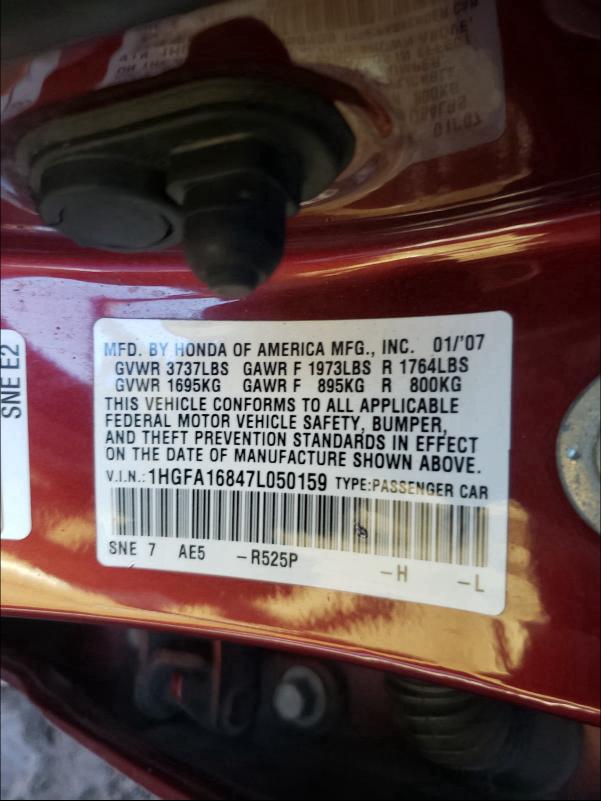 MFD. BY HONDA OF AMERICA MFG., INC. 01/'07
GVWR 3737LBS GAWR F 1973LBS R 1764LBS
GVWR 1695KG GAWR F 895KG R 800KG
THIS VEHICLE CONFORMS TO ALL APPLICABLE
FEDERAL MOTOR VEHICLE SAFETY, BUMPER,
AND THEFT PREVENTION STANDARDS IN EFFECT
ON THE DATE OF MANUFACTURE SHOWN ABOVE.
V.I.N.:1HGFA16847L050159 TYPE:PASSENGER CAR
SNE 7 AE5 -R525P -H -L
SNE E2